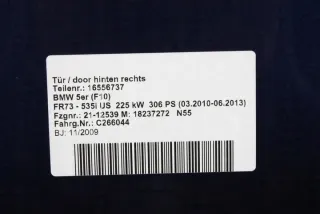 Tür / door hinten rechts
Teilenr.: 16556737
BMW 5er (F10)
FR73 - 535i US 225 kW 306 PS (03.2010-06.2013)
Fzgnr.: 21-12539 M: 18237272 N55
Fahrg.Nr.: C266044
BJ: 11/2009